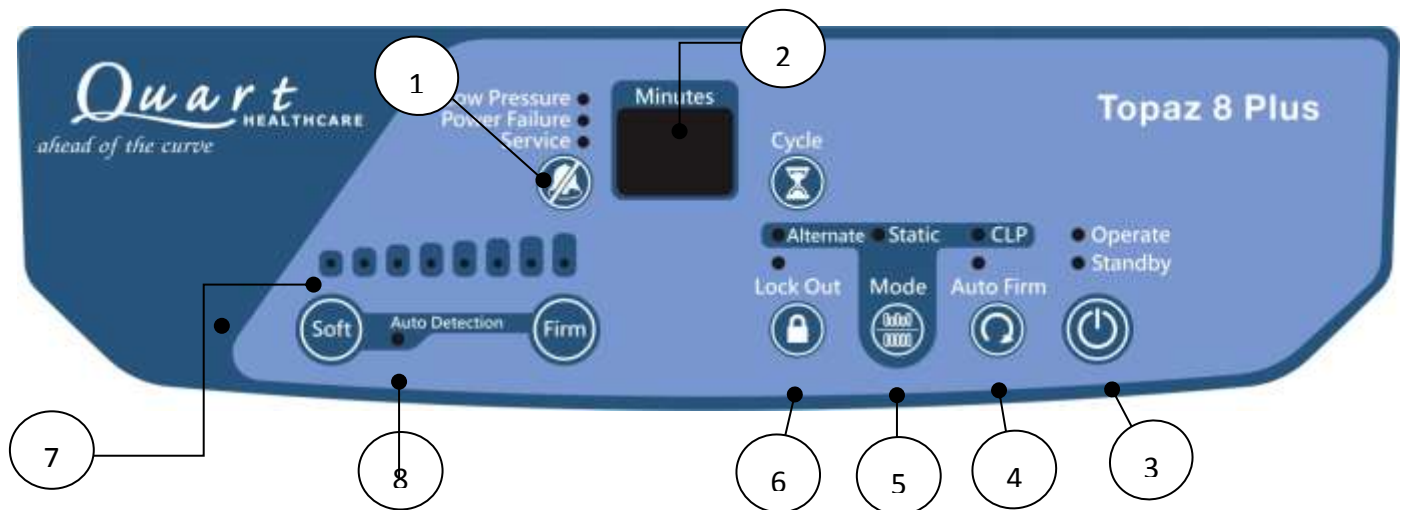 1
2
Quart
HEALTHCARE
ahead of the curve
ow Pressure
Power Failure
Service
Minutes
Cycle
Topaz 8 Plus
Alternate Static CLP
Operate
Standby
Lock Out Mode Auto Firm
Soft Auto Detection Firm
7
8
6
5
4
3